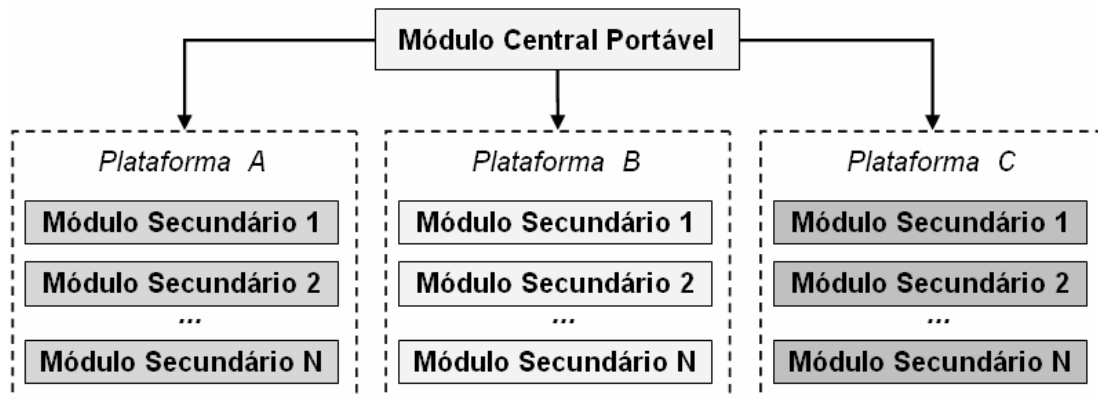 Módulo Central Portável
Plataforma A
Módulo Secundário 1
Módulo Secundário 2
...
Módulo Secundário N
Plataforma B
Módulo Secundário 1
Módulo Secundário 2
...
Módulo Secundário N
Plataforma C
Módulo Secundário 1
Módulo Secundário 2
...
Módulo Secundário N